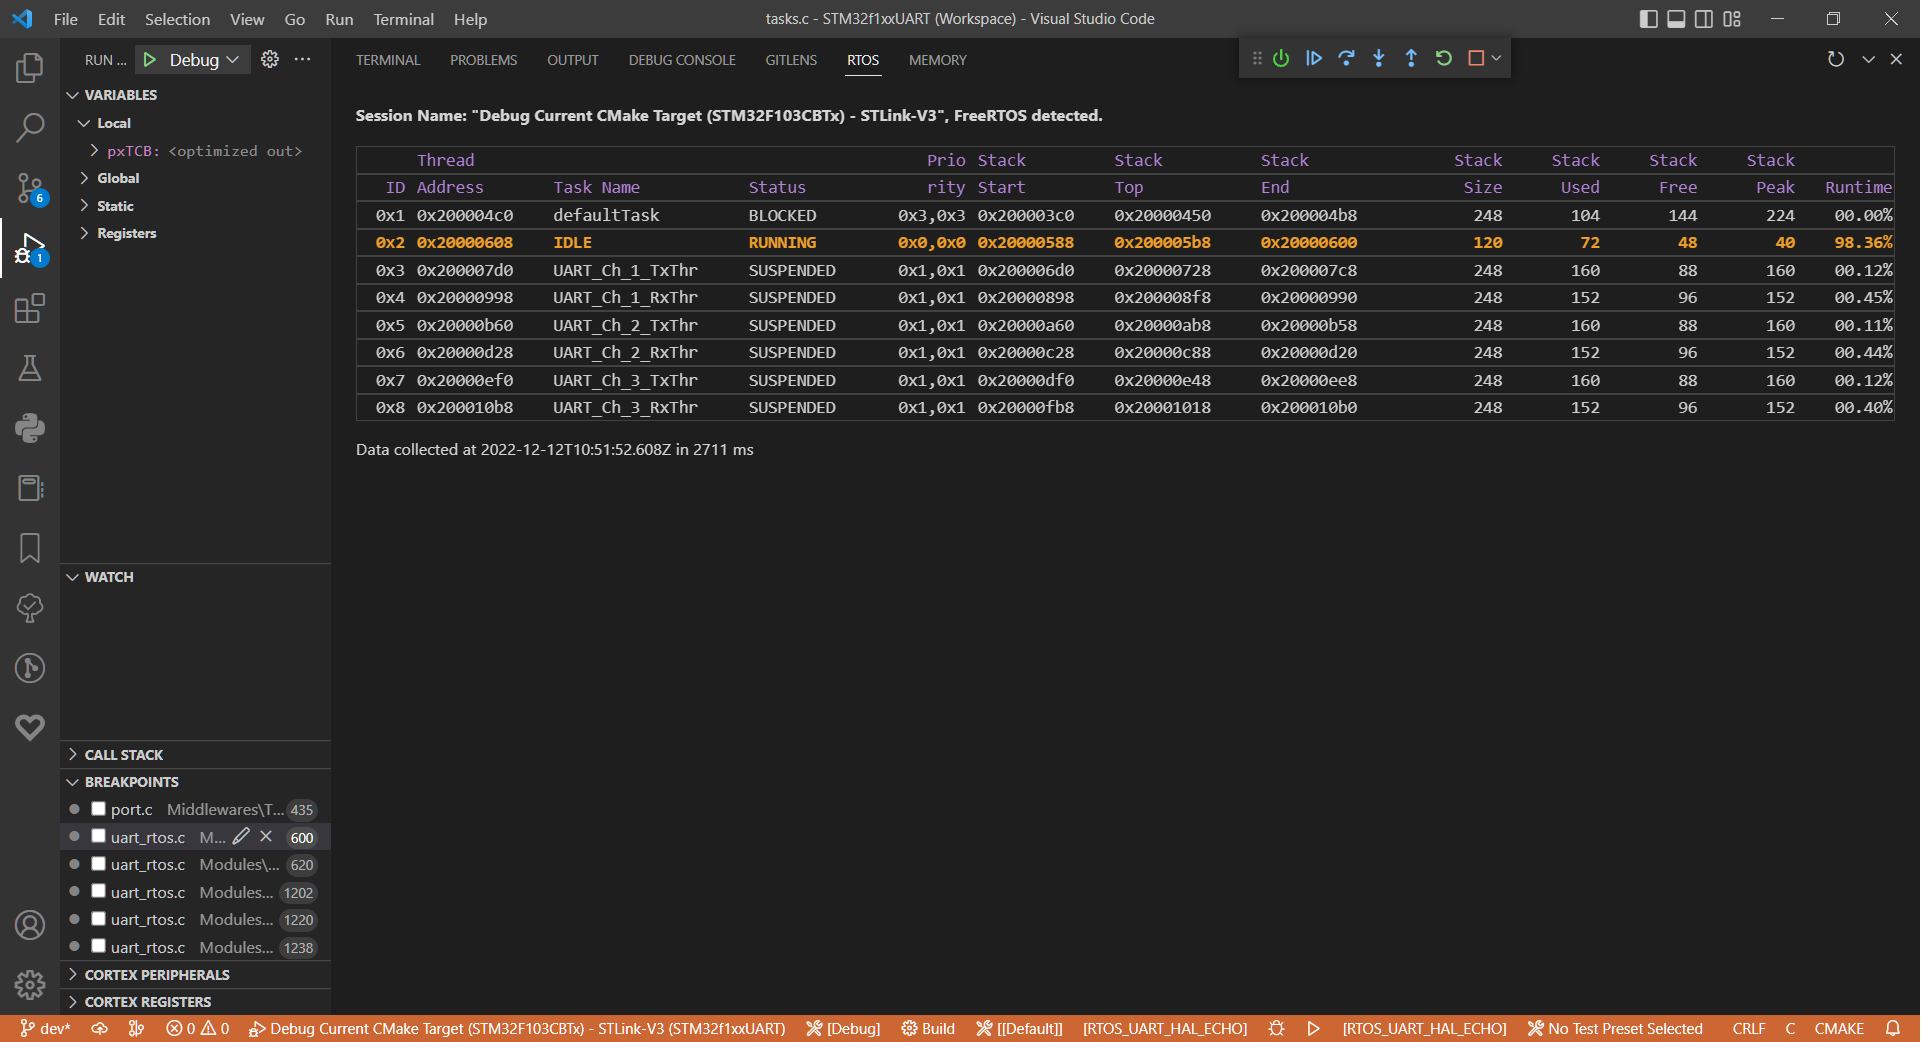 File Edit Selection View Go Run Terminal Help
tasks.c - STM32f1xxUART (Workspace) - Visual Studio Code
RUN ... Debug
TERMINAL PROBLEMS OUTPUT DEBUG CONSOLE GITLENS RTOS MEMORY
VARIABLES
Local
pxTCB: <optimized out>
Global
Static
Registers
6
1
Session Name: "Debug Current CMake Target (STM32F103CBTx) - STLink-V3", FreeRTOS detected.
Thread Prio Stack Stack Stack Stack Stack Stack Stack
ID Address Task Name Status rity Start Top End Size Used Free Peak Runtime
0x1 0x200004c0 defaultTask BLOCKED 0x3,0x3 0x200003c0 0x20000450 0x200004b8 248 104 144 224 00.00%
0x2 0x20000608 IDLE RUNNING 0x0,0x0 0x20000588 0x200005b8 0x20000600 120 72 48 40 98.36%
0x3 0x200007d0 UART_Ch_1_TxThr SUSPENDED 0x1,0x1 0x200006d0 0x20000728 0x200007c8 248 160 88 160 00.12%
0x4 0x20000998 UART_Ch_1_RxThr SUSPENDED 0x1,0x1 0x20000898 0x200008f8 0x20000990 248 152 96 152 00.45%
0x5 0x20000b60 UART_Ch_2_TxThr SUSPENDED 0x1,0x1 0x20000a60 0x20000ab8 0x20000b58 248 160 88 160 00.11%
0x6 0x20000d28 UART_Ch_2_RxThr SUSPENDED 0x1,0x1 0x20000c28 0x20000c88 0x20000d20 248 152 96 152 00.44%
0x7 0x20000ef0 UART_Ch_3_TxThr SUSPENDED 0x1,0x1 0x20000df0 0x20000e48 0x20000ee8 248 160 88 160 00.12%
0x8 0x200010b8 UART_Ch_3_RxThr SUSPENDED 0x1,0x1 0x20000fb8 0x20001018 0x200010b0 248 152 96 152 00.40%
Data collected at 2022-12-12T10:51:52.608Z in 2711 ms
WATCH
CALL STACK
BREAKPOINTS
port.c Middlewares\T... 435
uart_rtos.c M... 600
uart_rtos.c Modules\... 620
uart_rtos.c Modules... 1202
uart_rtos.c Modules... 1220
uart_rtos.c Modules... 1238
CORTEX PERIPHERALS
CORTEX REGISTERS
dev* 0 0 Debug Current CMake Target (STM32F103CBTx) - STLink-V3 (STM32f1xxUART) [Debug] Build [[Default]] [RTOS_UART_HAL_ECHO] [RTOS_UART_HAL_ECHO] No Test Preset Selected CRLF C CMAKE